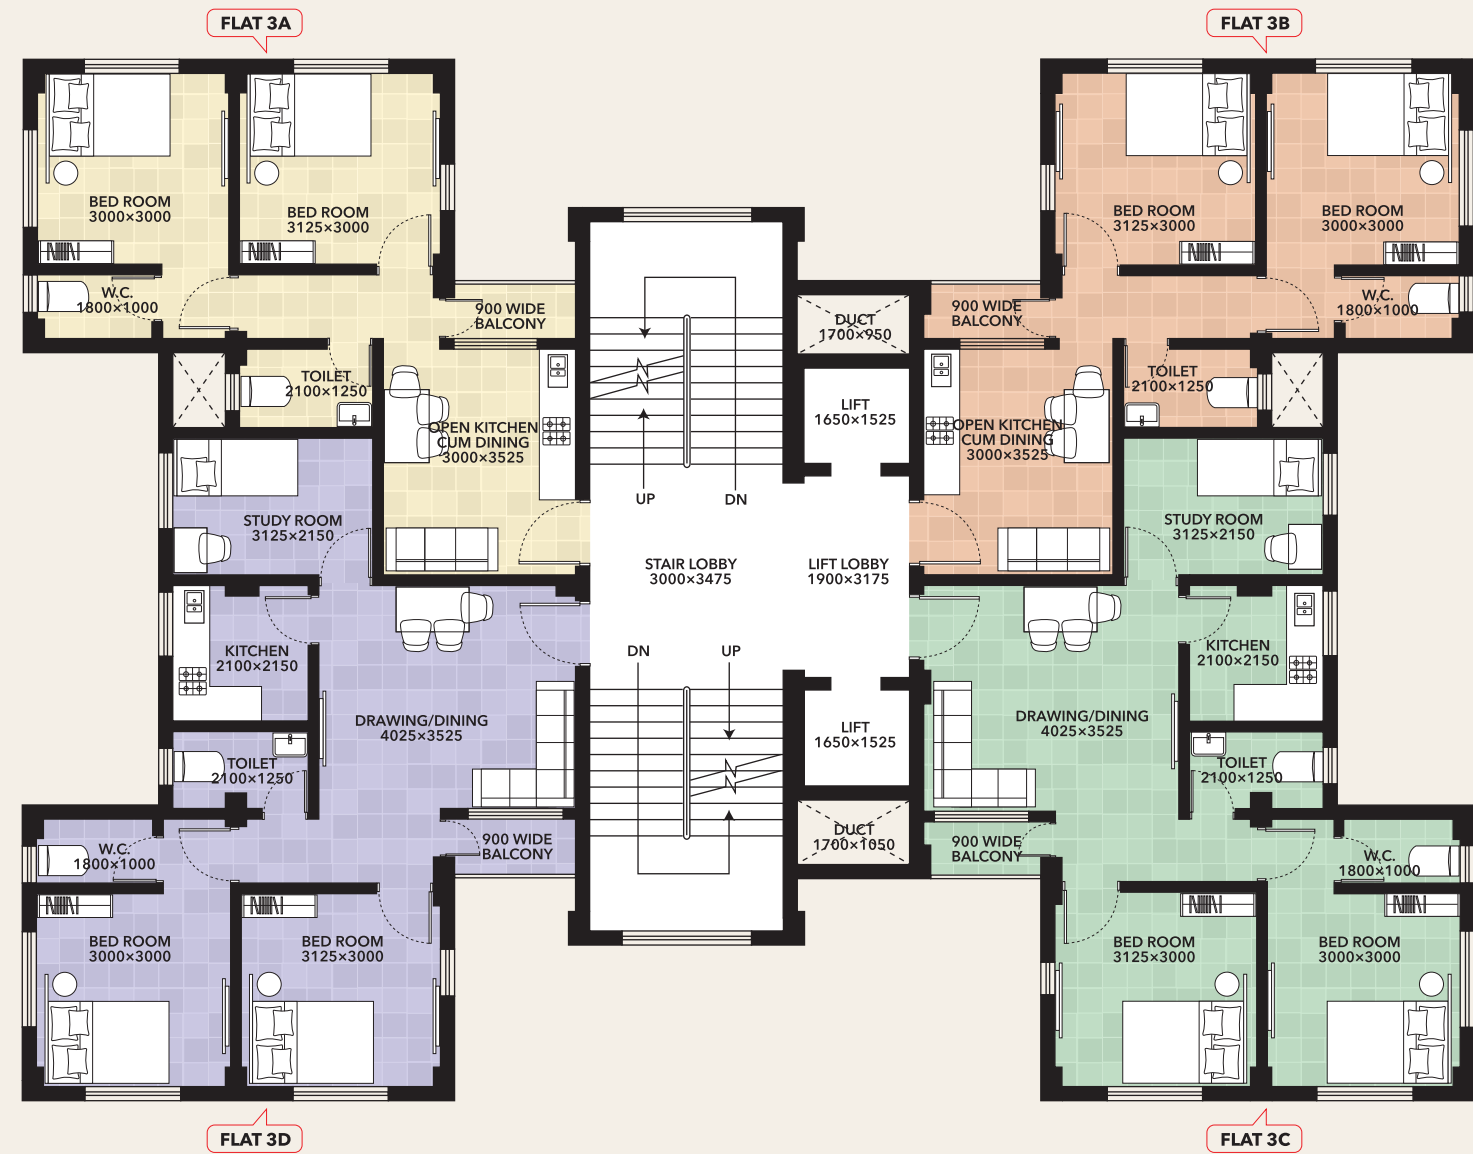 FLAT 3A
FLAT 3B
BED ROOM
3000×3000
BED ROOM
3125×3000
BED ROOM
3125×3000
BED ROOM
3000×3000
W.C.
1800×1000
900 WIDE
BALCONY
DUCT
1700×950
900 WIDE
BALCONY
W.C.
1800×1000
TOILET
2100×1250
OPEN KITCHEN
CUM DINING
3000×3525
LIFT
1650×1525
OPEN KITCHEN
CUM DINING
3000×3525
TOILET
2100×1250
UP
DN
STUDY ROOM
3125×2150
STAIR LOBBY
3000×3475
LIFT LOBBY
1900×3175
STUDY ROOM
3125×2150
KITCHEN
2100×2150
DN
UP
KITCHEN
2100×2150
DRAWING/DINING
4025×3525
LIFT
1650×1525
DRAWING/DINING
4025×3525
TOILET
2100×1250
TOILET
2100×1250
W.C.
1800×1000
900 WIDE
BALCONY
DUCT
1700×1050
900 WIDE
BALCONY
W.C.
1800×1000
BED ROOM
3000×3000
BED ROOM
3125×3000
BED ROOM
3125×3000
BED ROOM
3000×3000
FLAT 3D
FLAT 3C